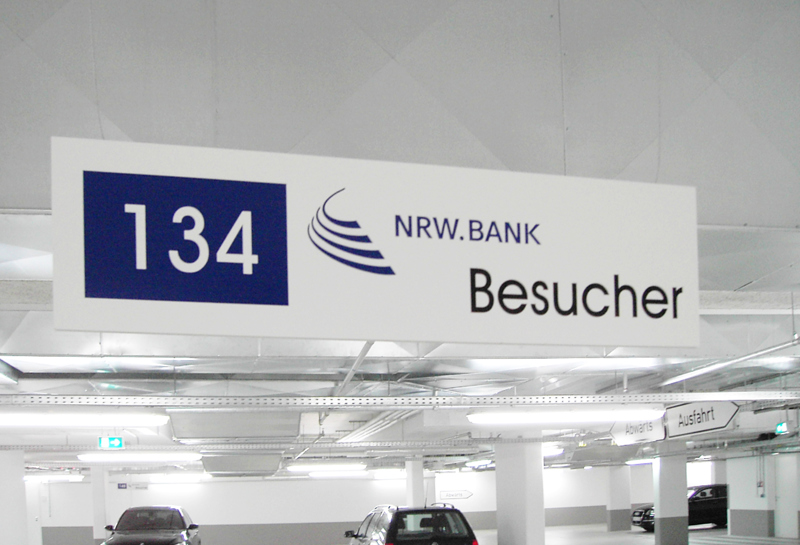 134
NRW.BANK
Besucher
Ausfahrt
Abwärts